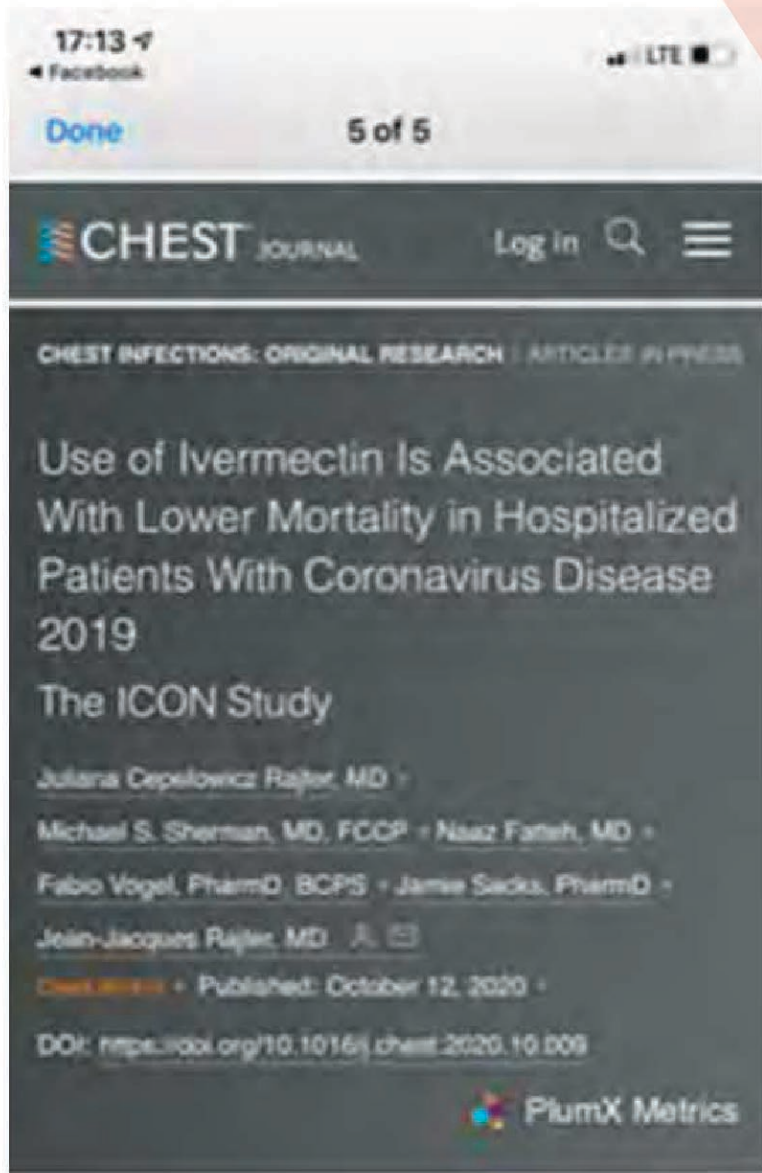 17:13
Facebook
LTE
Done
5 of 5
CHEST JOURNAL
Log in
CHEST INFECTIONS: ORIGINAL RESEARCH | ARTICLES IN PRESS
Use of Ivermectin Is Associated
With Lower Mortality in Hospitalized
Patients With Coronavirus Disease
2019
The ICON Study
Juliana Cepelowicz Rajter, MD •
Michael S. Sherman, MD, FCCP • Naaz Fatteh, MD •
Fabio Vogel, PharmD, BCPS • Jamie Sacks, PharmD •
Jean-Jacques Rajter, MD
• Published: October 12, 2020 •
DOI: https://doi.org/10.1016/j.chest.2020.10.009
PlumX Metrics